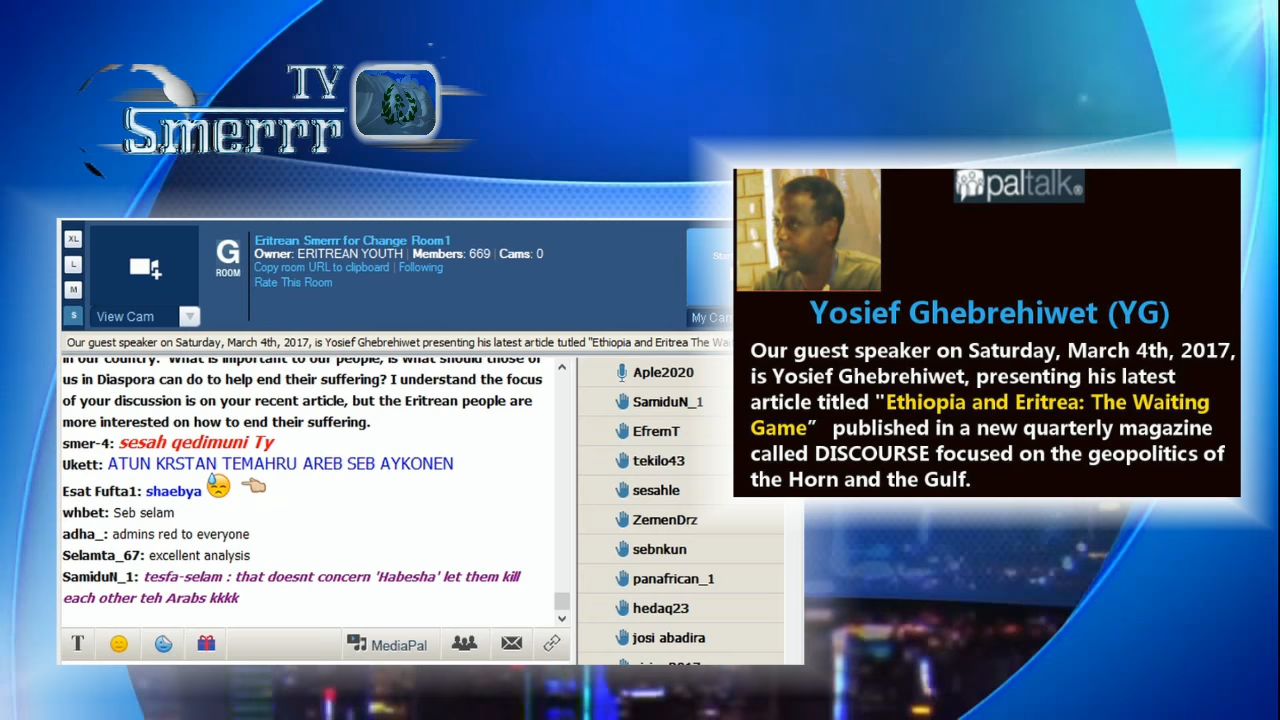 TV
Smerrr
XL
L
M
S
View Cam
G
ROOM
Eritrean Smerr for Change Room1
Owner: ERITREAN YOUTH | Members: 669 | Cams: 0
Copy room URL to clipboard | Following
Rate This Room
My Cam
Our guest speaker on Saturday, March 4th, 2017, is Yosief Ghebrehiwet presenting his latest article tutled "Ethiopia and Eritrea The
in our country. What is important to our people, is what should those of
us in Diaspora can do to help end their suffering? I understand the focus
of your discussion is on your recent article, but the Eritrean people are
more interested on how to end their suffering.
smer-4: sesah qedimuni Ty
Ukett: ATUN KRSTAN TEMAHRU AREB SEB AYKONEN
Esat Fufta1: shaebya
whbet: Seb selam
adha_: admins red to everyone
Selamta_67: excellent analysis
SamiduN_1: tesfa-selam : that doesnt concern 'Habesha' let them kill
each other teh Arabs kkkk
T
MediaPal
Aple2020
SamiduN_1
EfremT
tekilo43
sesahle
ZemenDrz
sebnkun
panafrican_1
hedaq23
josi abadira
paltalk®
Yosief Ghebrehiwet (YG)
Our guest speaker on Saturday, March 4th, 2017,
is Yosief Ghebrehiwet, presenting his latest
article titled "Ethiopia and Eritrea: The Waiting
Game” published in a new quarterly magazine
called DISCOURSE focused on the geopolitics of
the Horn and the Gulf.